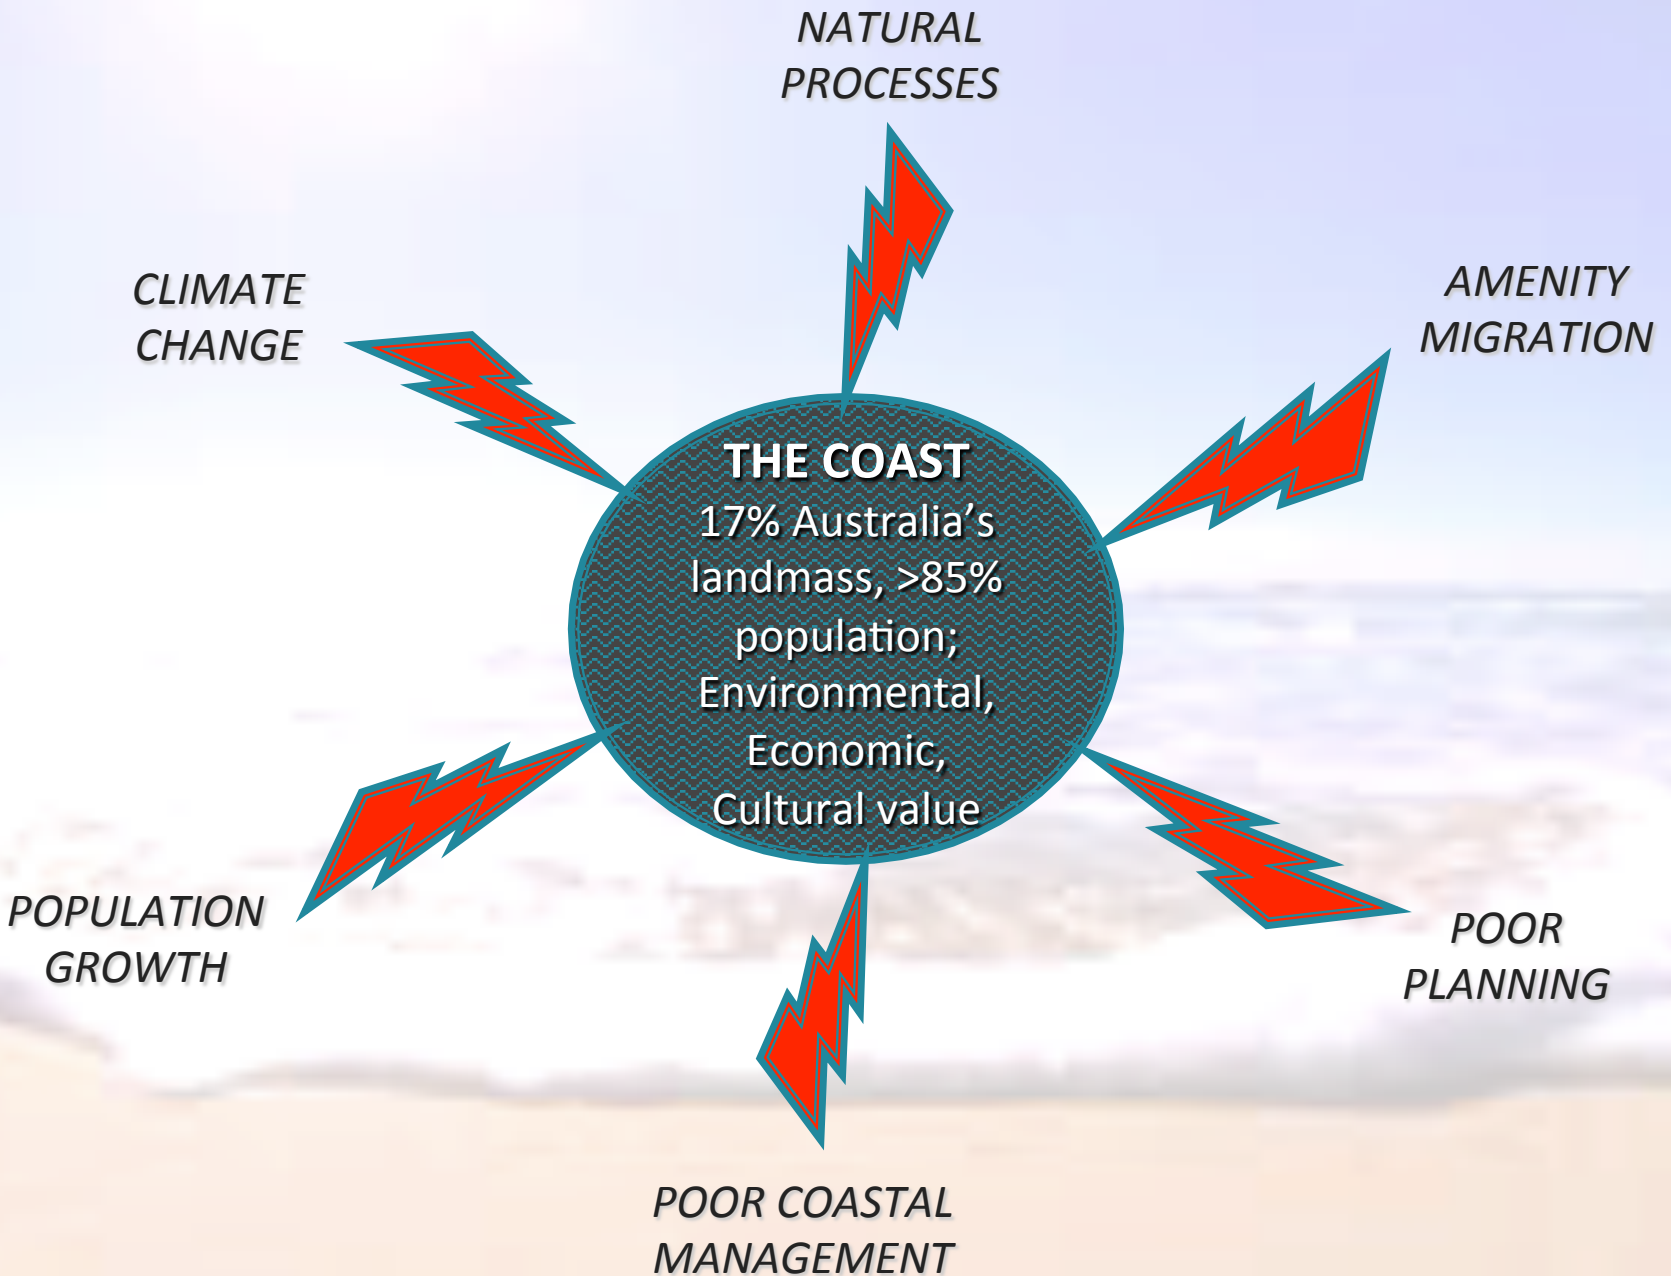 NATURAL
PROCESSES
CLIMATE
CHANGE
AMENITY
MIGRATION
THE COAST
17% Australia’s
landmass, >85%
population;
Environmental,
Economic,
Cultural value
POPULATION
GROWTH
POOR
PLANNING
POOR COASTAL
MANAGEMENT